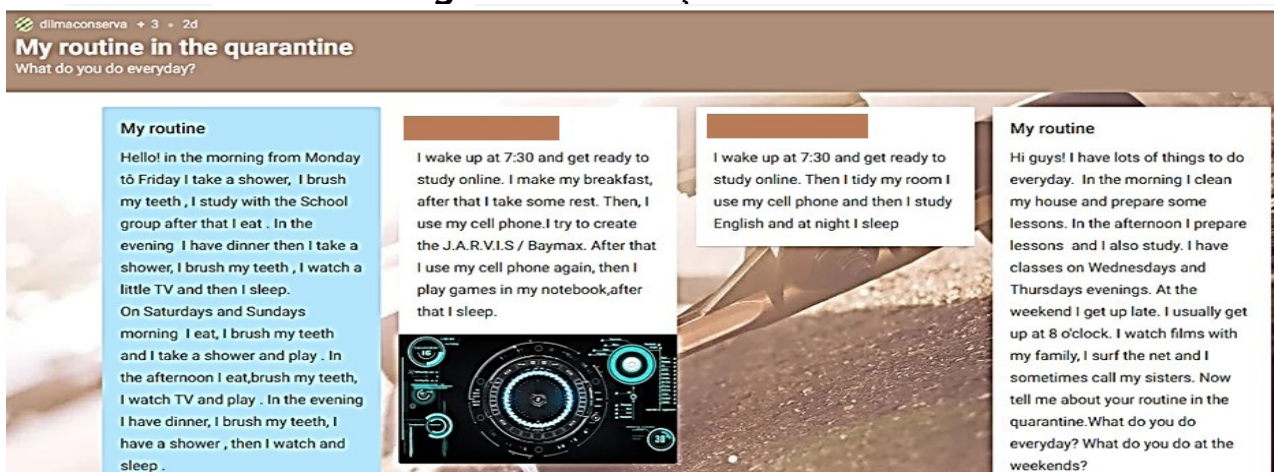 dilmaconserva + 3 • 2d
My routine in the quarantine
What do you do everyday?
My routine
Hello! in the morning from Monday
tô Friday I take a shower, I brush
my teeth , I study with the School
group after that I eat . In the
evening I have dinner then I take a
shower, I brush my teeth , I watch a
little TV and then I sleep.
On Saturdays and Sundays
morning I eat, I brush my teeth
and I take a shower and play . In
the afternoon I eat,brush my teeth,
I watch TV and play . In the evening
I have dinner, I brush my teeth, I
have a shower , then I watch and
sleep .
I wake up at 7:30 and get ready to
study online. I make my breakfast,
after that I take some rest. Then, I
use my cell phone.I try to create
the J.A.R.V.I.S / Baymax. After that
I use my cell phone again, then I
play games in my notebook,after
that I sleep.
16
30
I wake up at 7:30 and get ready to
study online. Then I tidy my room I
use my cell phone and then I study
English and at night I sleep
My routine
Hi guys! I have lots of things to do
everyday. In the morning I clean
my house and prepare some
lessons. In the afternoon I prepare
lessons and I also study. I have
classes on Wednesdays and
Thursdays evenings. At the
weekend I get up late. I usually get
up at 8 o'clock. I watch films with
my family, I surf the net and I
sometimes call my sisters. Now
tell me about your routine in the
quarantine.What do you do
everyday? What do you do at the
weekends?